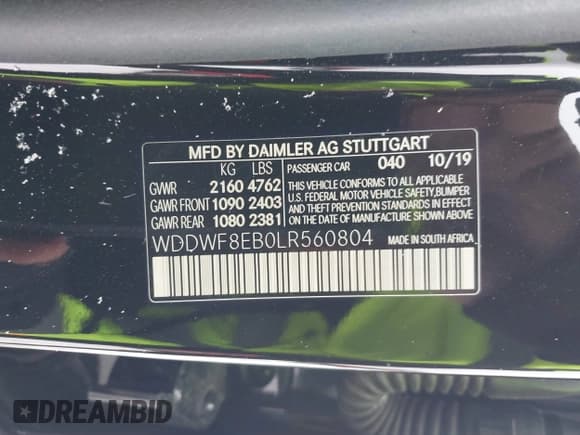 MFD BY DAIMLER AG STUTTGART
KG LBS PASSENGER CAR 040 10/19
GVWR 2160 4762
GAWR FRONT 1090 2403
GAWR REAR 1080 2381
THIS VEHICLE CONFORMS TO ALL APPLICABLE
U.S. FEDERAL MOTOR VEHICLE SAFETY, BUMPER
AND THEFT PREVENTION STANDARDS IN EFFECT
ON THE DATE OF MANUFACTURE SHOWN ABOVE.
WDDWF8EB0LR560804 MADE IN SOUTH AFRICA
DREAMBID